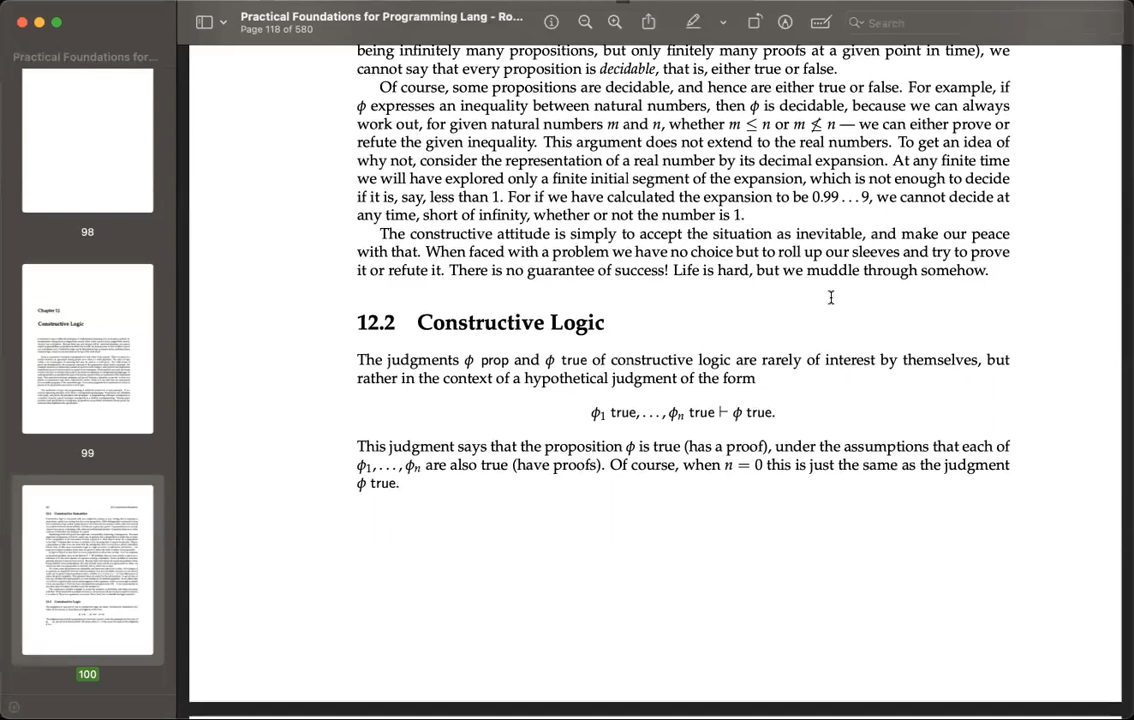 Practical Foundations for Programming Lang - Ro...
Page 118 of 580
Search
Practical Foundations for...
98
Chapter 12
Constructive Logic
99
100
being infinitely many propositions, but only finitely many proofs at a given point in time), we
cannot say that every proposition is decidable, that is, either true or false.
Of course, some propositions are decidable, and hence are either true or false. For example, if
ϕ expresses an inequality between natural numbers, then ϕ is decidable, because we can always
work out, for given natural numbers m and n, whether m ≤ n or m ≰ n — we can either prove or
refute the given inequality. This argument does not extend to the real numbers. To get an idea of
why not, consider the representation of a real number by its decimal expansion. At any finite time
we will have explored only a finite initial segment of the expansion, which is not enough to decide
if it is, say, less than 1. For if we have calculated the expansion to be 0.99 . . . 9, we cannot decide at
any time, short of infinity, whether or not the number is 1.
The constructive attitude is simply to accept the situation as inevitable, and make our peace
with that. When faced with a problem we have no choice but to roll up our sleeves and try to prove
it or refute it. There is no guarantee of success! Life is hard, but we muddle through somehow.
12.2 Constructive Logic
The judgments ϕ prop and ϕ true of constructive logic are rarely of interest by themselves, but
rather in the context of a hypothetical judgment of the form
ϕ₁ true, . . . , ϕₙ true ⊢ ϕ true.
This judgment says that the proposition ϕ is true (has a proof), under the assumptions that each of
ϕ₁, . . . , ϕₙ are also true (have proofs). Of course, when n = 0 this is just the same as the judgment
ϕ true.